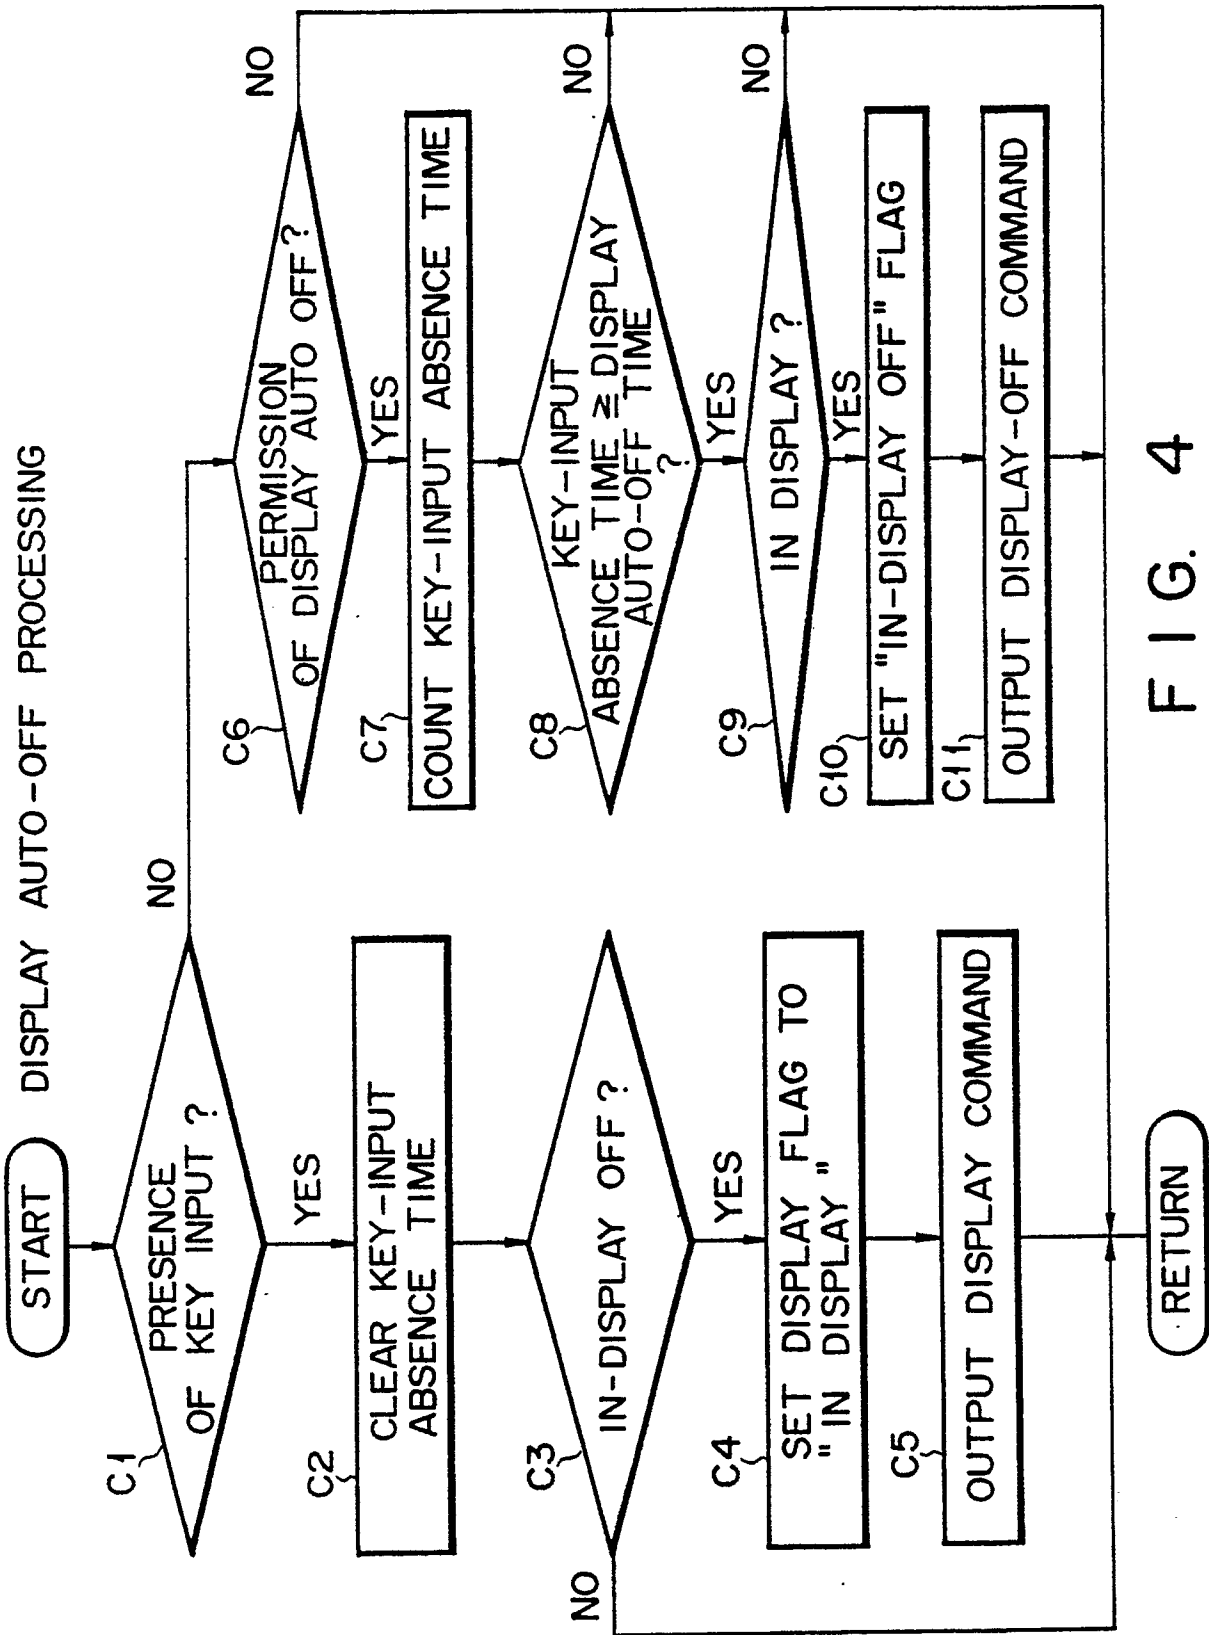 DISPLAY AUTO-OFF PROCESSING
START
C1
PRESENCE
OF KEY INPUT ?
NO
YES
C2
CLEAR KEY-INPUT
ABSENCE TIME
C3
IN-DISPLAY OFF ?
NO
YES
C4
SET DISPLAY FLAG TO
" IN DISPLAY "
C5
OUTPUT DISPLAY COMMAND
RETURN
C6
PERMISSION
OF DISPLAY AUTO OFF ?
NO
YES
C7
COUNT KEY-INPUT ABSENCE TIME
C8
KEY-INPUT
ABSENCE TIME ≧ DISPLAY
AUTO-OFF TIME
?
NO
YES
C9
IN DISPLAY ?
NO
YES
C10
SET "IN-DISPLAY OFF" FLAG
C11
OUTPUT DISPLAY-OFF COMMAND
FIG. 4